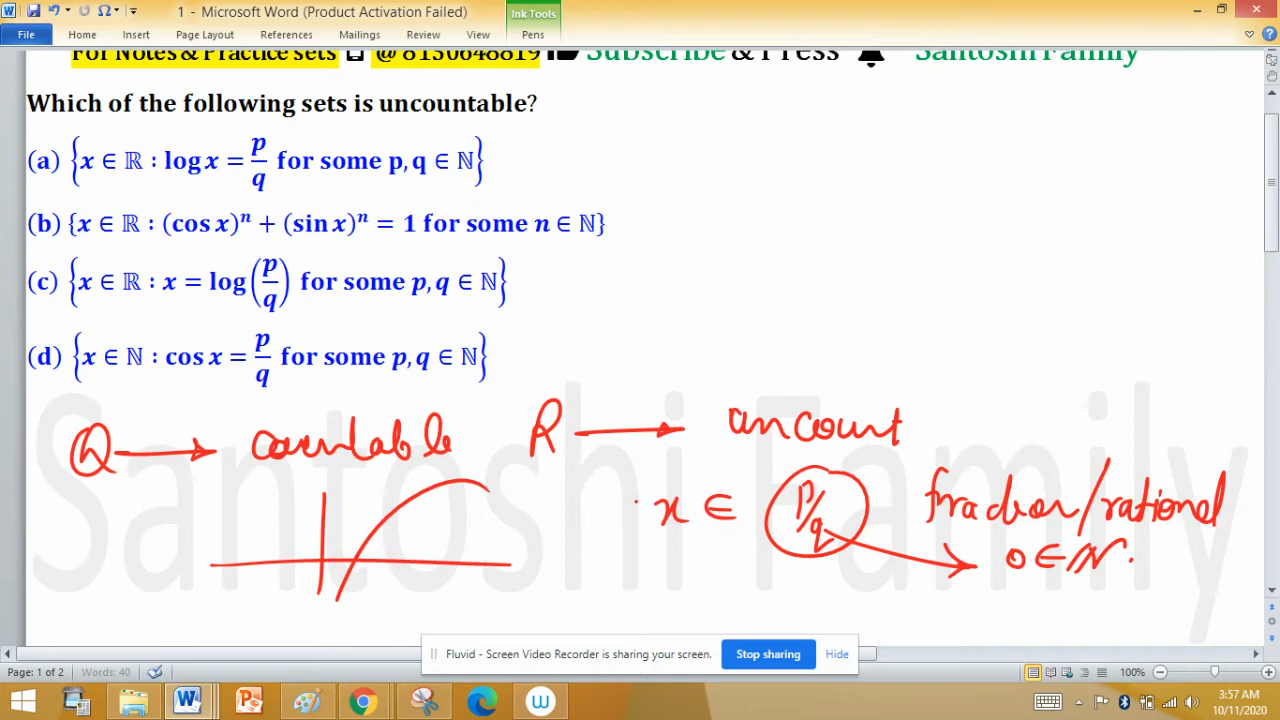 1 - Microsoft Word (Product Activation Failed)
Ink Tools
File Home Insert Page Layout References Mailings Review View Pens
For Notes & Practice sets @ 8130648819 Subscribe & Press Santoshi Family
Which of the following sets is uncountable?
(a) {x ∈ ℝ : log x = p/q for some p, q ∈ ℕ}
(b) {x ∈ ℝ : (cos x)ⁿ + (sin x)ⁿ = 1 for some n ∈ ℕ}
(c) {x ∈ ℝ : x = log(p/q) for some p, q ∈ ℕ}
(d) {x ∈ ℕ : cos x = p/q for some p, q ∈ ℕ}
Q → countable R → uncount
x ∈ p/q fraction/rational
0 ∈ ℕ.
Santoshi Family
Fluvid - Screen Video Recorder is sharing your screen. Stop sharing Hide
Page: 1 of 2 Words: 40 100%
3:57 AM
10/11/2020